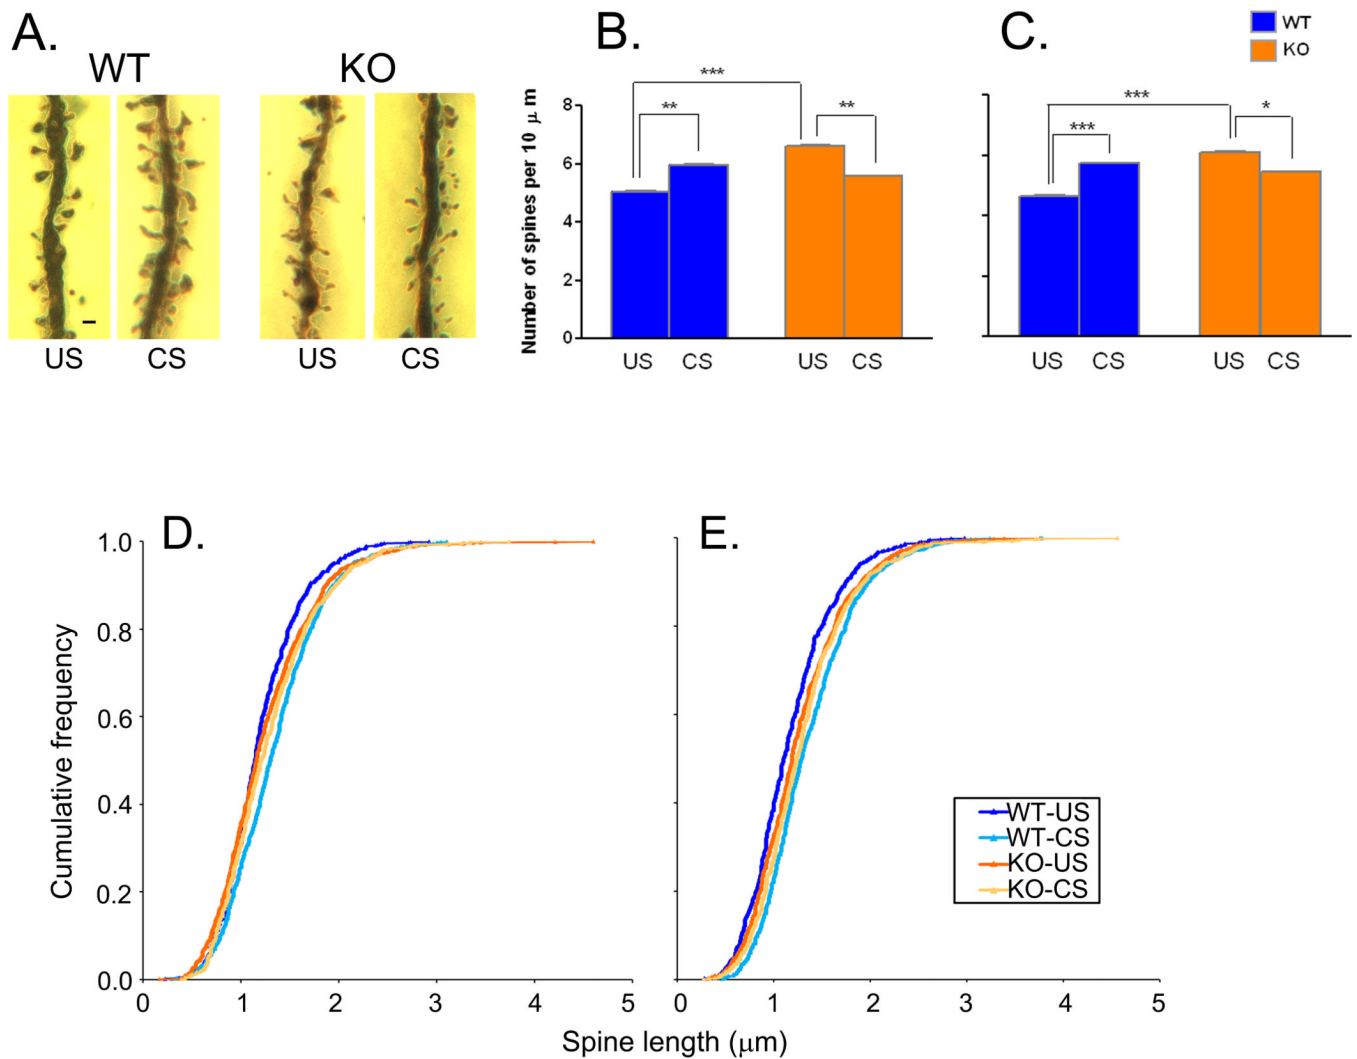 A.
WT
KO
US
CS
US
CS
B.
Number of spines per 10 μ m
8
6
4
2
0
***
**
**
US
CS
US
CS
C.
WT
KO
***
***
*
US
CS
US
CS
D.
Cumulative frequency
1.0
0.8
0.6
0.4
0.2
0.0
0
1
2
3
4
5
E.
WT-US
WT-CS
KO-US
KO-CS
0
1
2
3
4
5
Spine length (μm)